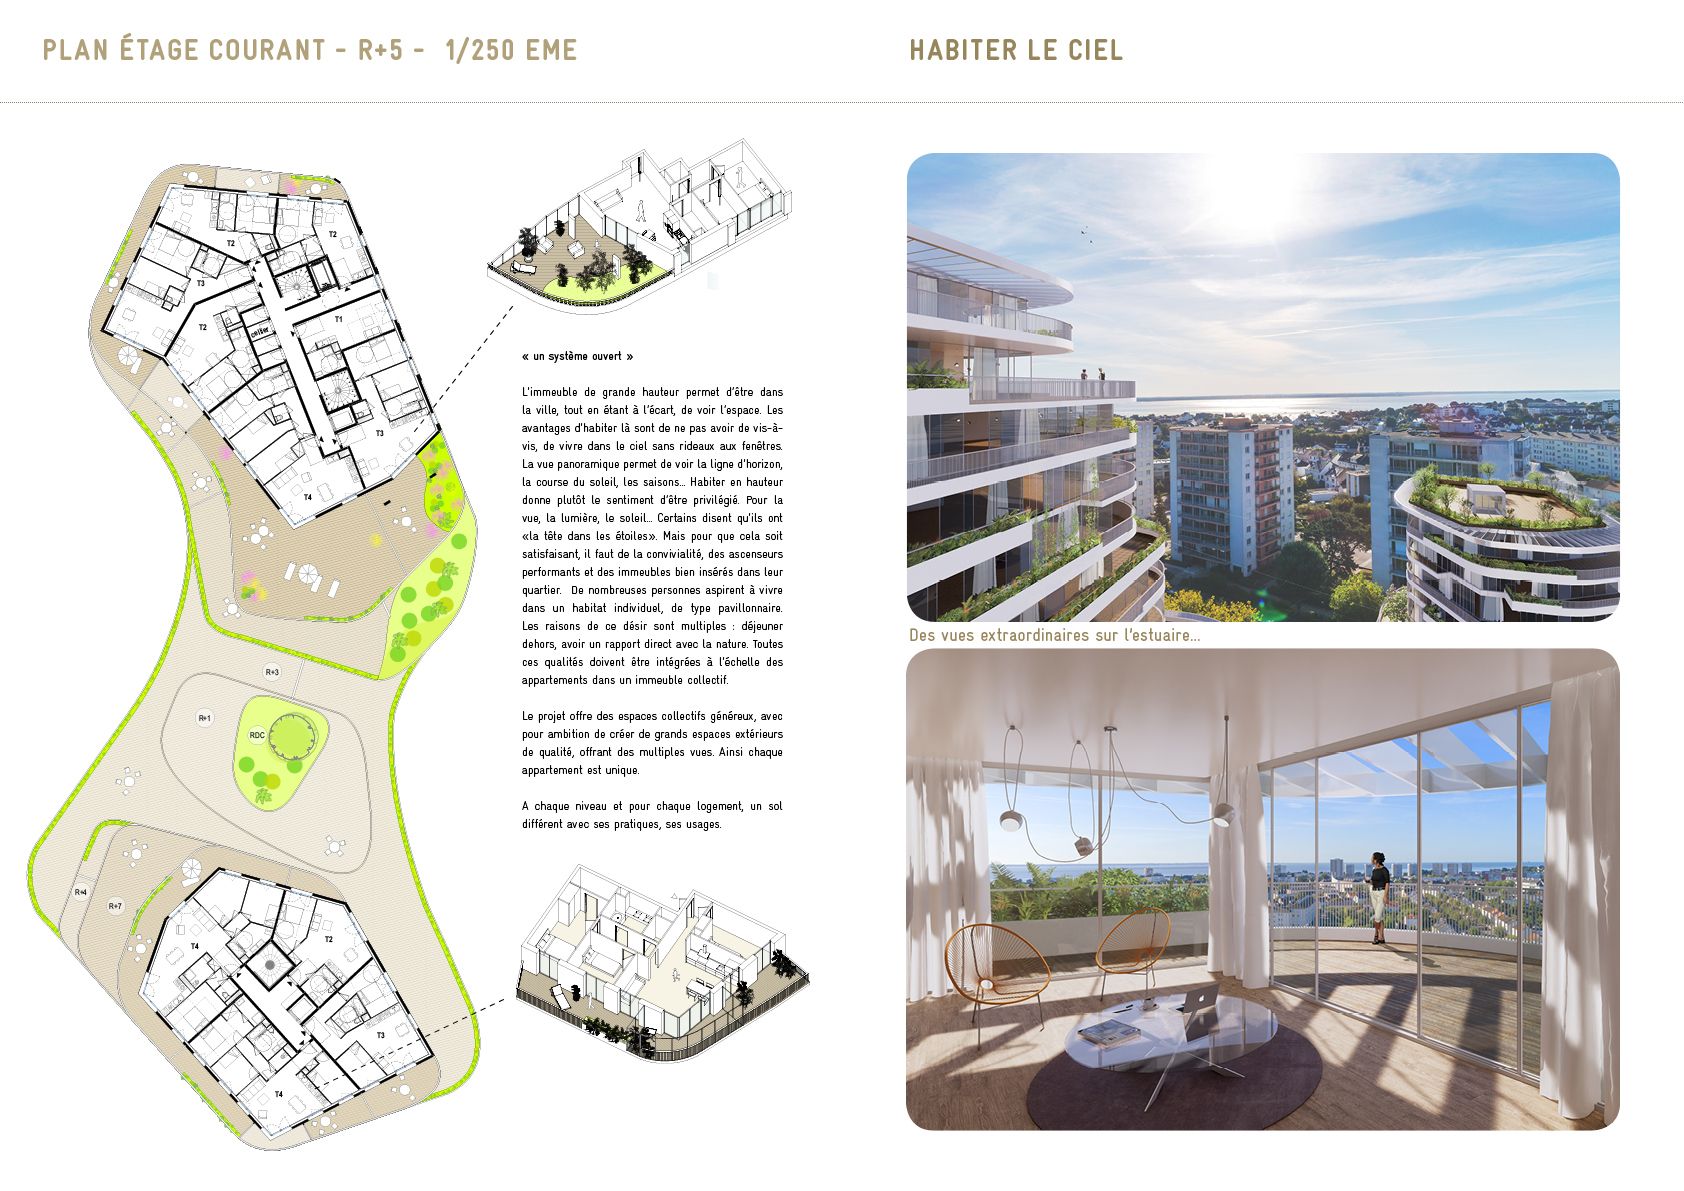 PLAN ÉTAGE COURANT - R+5 - 1/250 EME
HABITER LE CIEL
T2
T2
T3
T2
cellier
T1
T3
T4
R+3
R+1
RDC
R+4
R+7
T4
T2
T3
T4
« un système ouvert »
L'immeuble de grande hauteur permet d'être dans
la ville, tout en étant à l'écart, de voir l'espace. Les
avantages d'habiter là sont de ne pas avoir de vis-à-
vis, de vivre dans le ciel sans rideaux aux fenêtres.
La vue panoramique permet de voir la ligne d'horizon,
la course du soleil, les saisons... Habiter en hauteur
donne plutôt le sentiment d'être privilégié. Pour la
vue, la lumière, le soleil... Certains disent qu'ils ont
«la tête dans les étoiles». Mais pour que cela soit
satisfaisant, il faut de la convivialité, des ascenseurs
performants et des immeubles bien insérés dans leur
quartier. De nombreuses personnes aspirent à vivre
dans un habitat individuel, de type pavillonnaire.
Les raisons de ce désir sont multiples : déjeuner
dehors, avoir un rapport direct avec la nature. Toutes
ces qualités doivent être intégrées à l'échelle des
appartements dans un immeuble collectif.
Le projet offre des espaces collectifs généreux, avec
pour ambition de créer de grands espaces extérieurs
de qualité, offrant des multiples vues. Ainsi chaque
appartement est unique.
A chaque niveau et pour chaque logement, un sol
différent avec ses pratiques, ses usages.
Des vues extraordinaires sur l'estuaire...